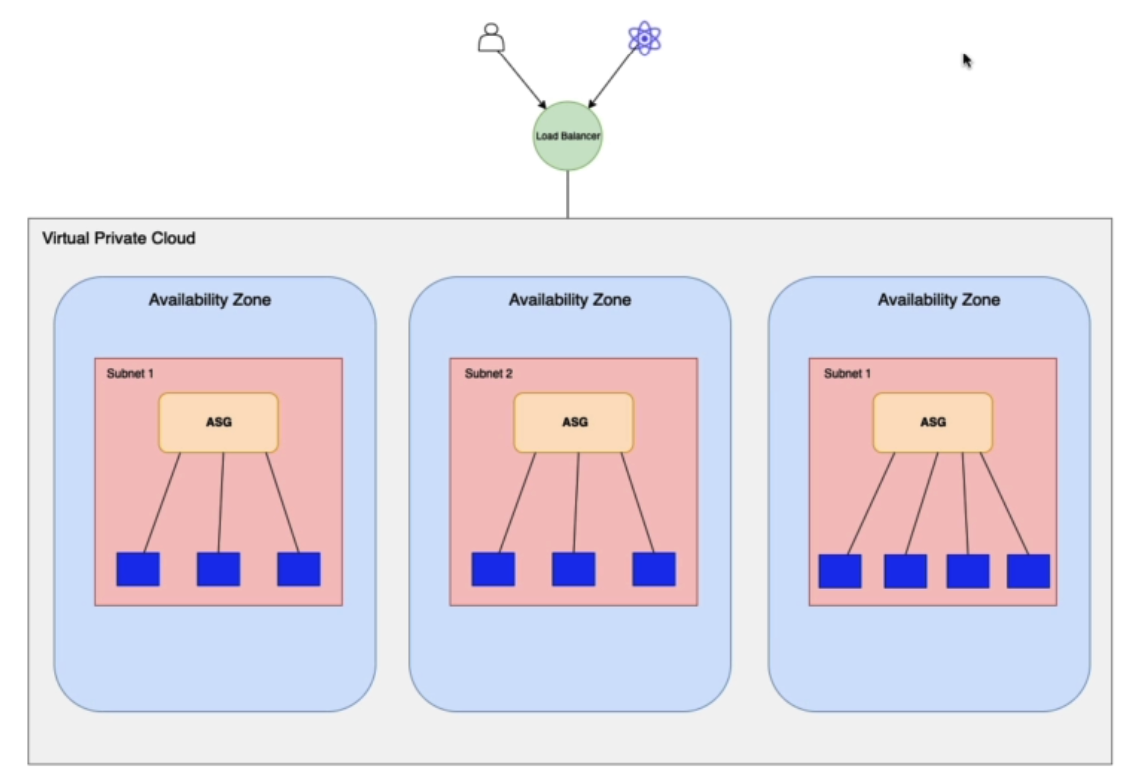 Load Balancer
Virtual Private Cloud
Availability Zone
Availability Zone
Availability Zone
Subnet 1
Subnet 2
Subnet 1
ASG
ASG
ASG